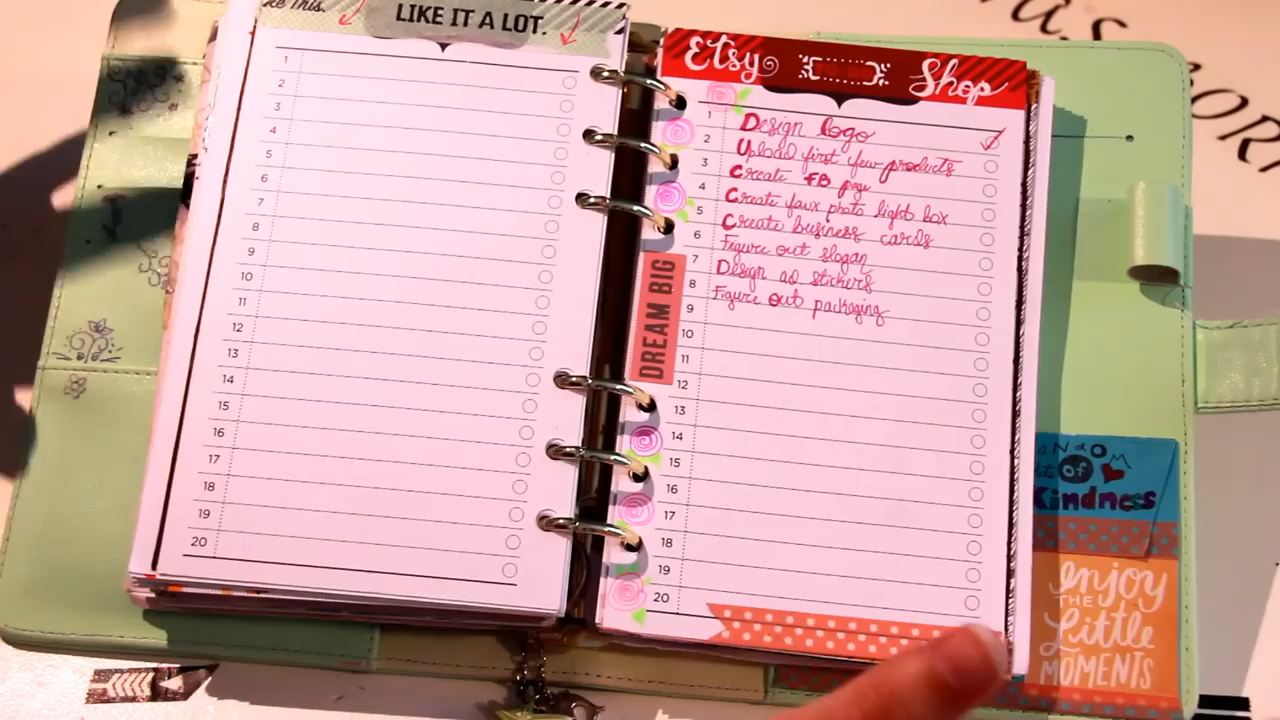 ke this.
LIKE IT A LOT.
1
2
3
4
5
6
7
8
9
10
11
12
13
14
15
16
17
18
19
20
Etsy Shop
1 Design logo
2 Upload first few products
3 Create FB page
4 Create faux photo light box
5 Create business cards
6 Figure out slogan
7 Design ad stickers
8 Figure out packaging
9
10
11
12
13
14
15
16
17
18
19
20
DREAM BIG
aNdOM
of
Kindness
enjoy
THE
Little
MOMENTS